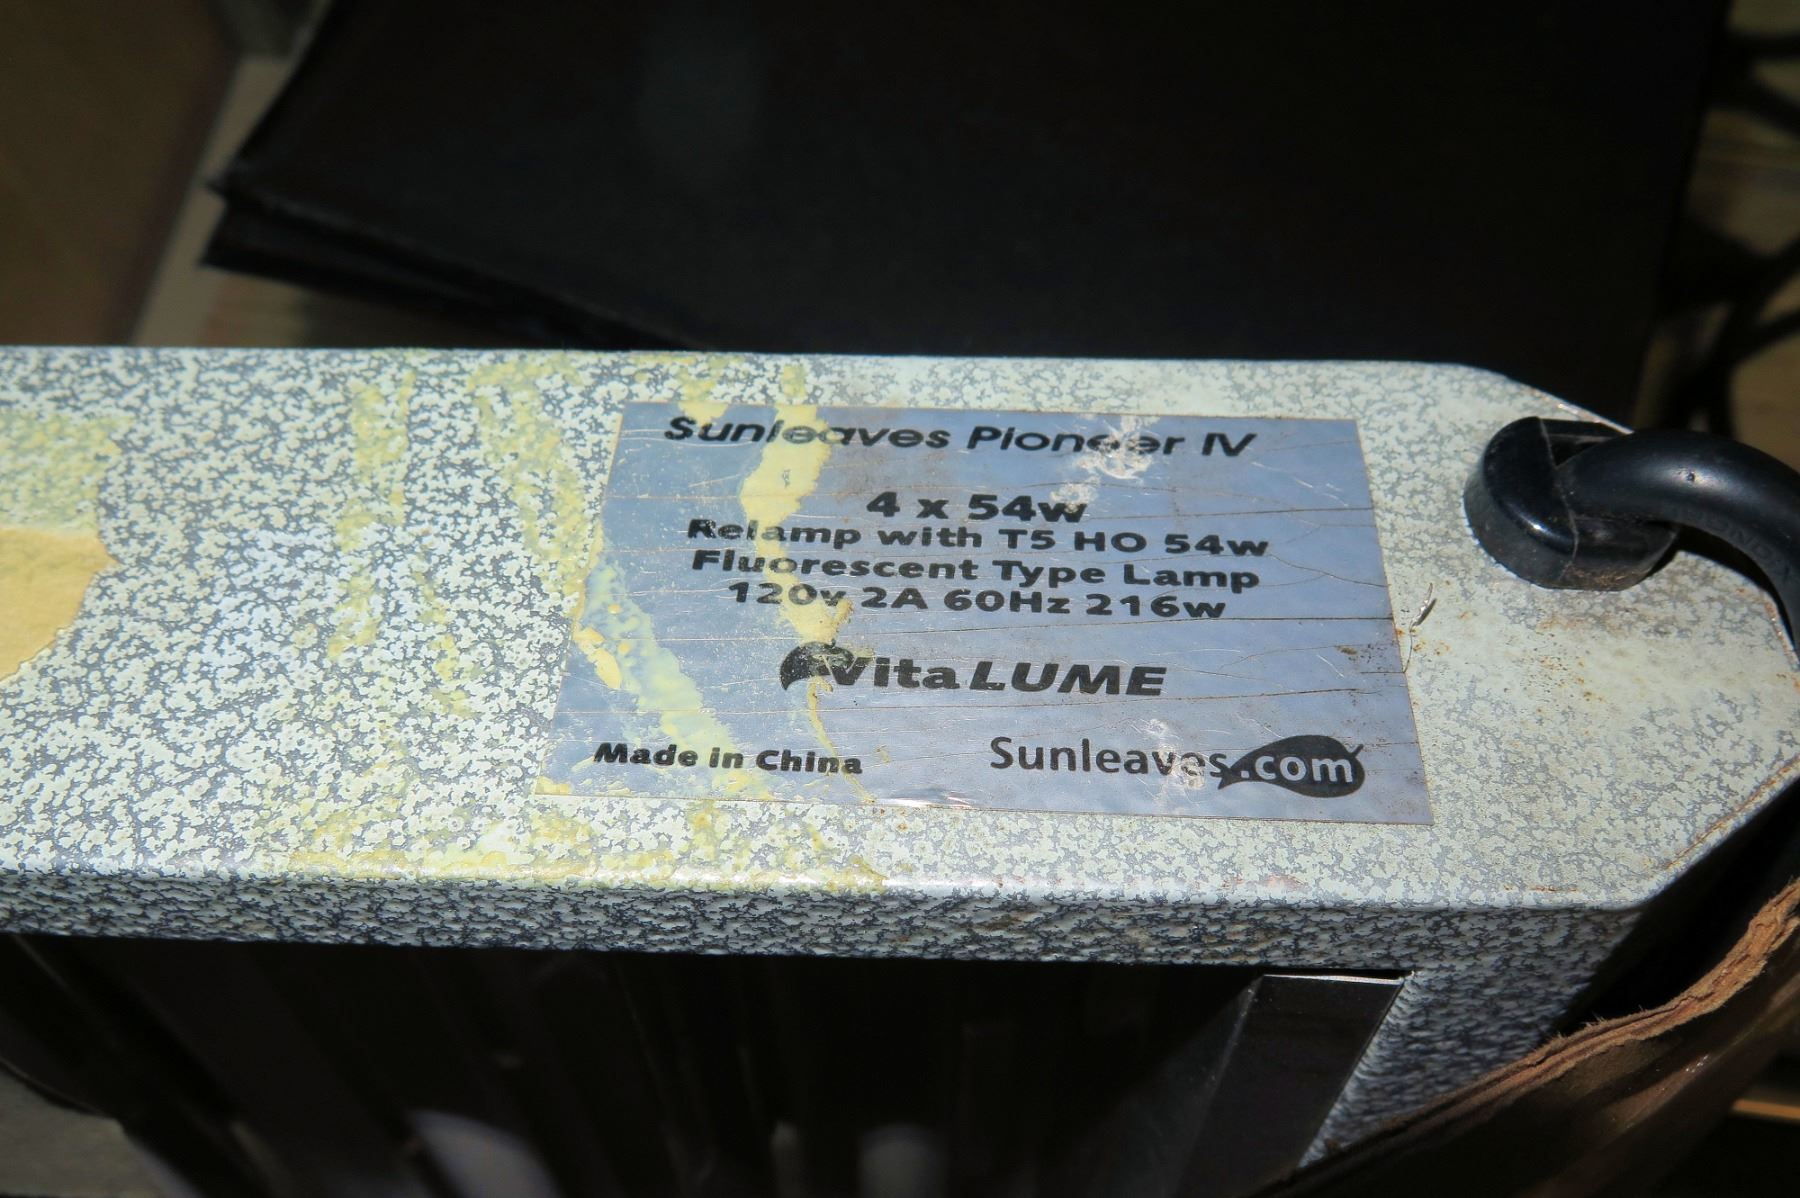 Sunleaves Pioneer IV
4 x 54w
Relamp with T5 HO 54w
Fluorescent Type Lamp
120v 2A 60Hz 216w
VitaLUME
Made in China
Sunleaves.com